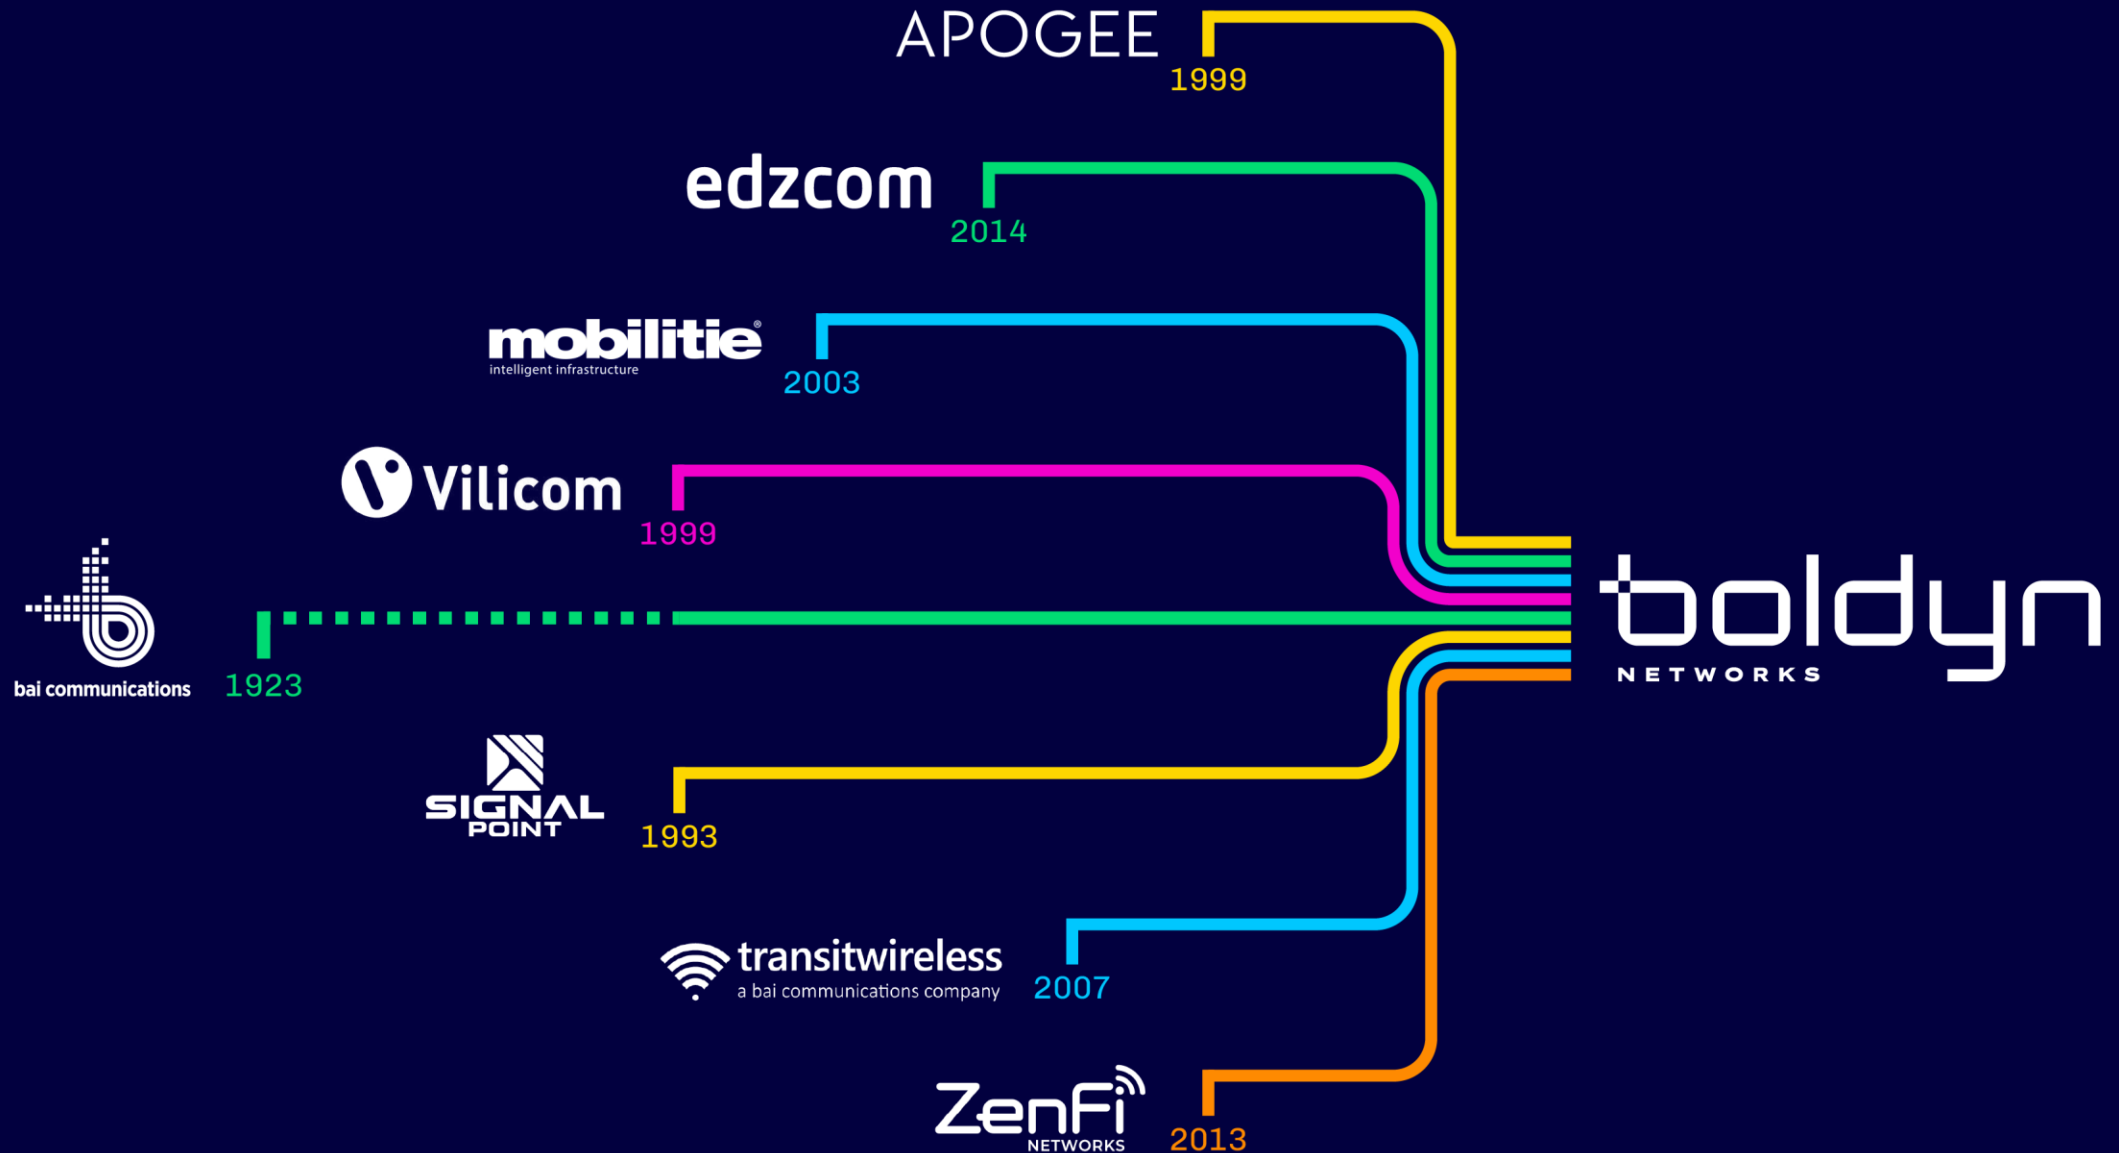 APOGEE
1999
edzcom
2014
mobilitie®
intelligent infrastructure
2003
Vilicom
1999
bai communications
1923
boldyn
NETWORKS
SIGNAL
POINT
1993
transitwireless
a bai communications company
2007
ZenFi
NETWORKS
2013